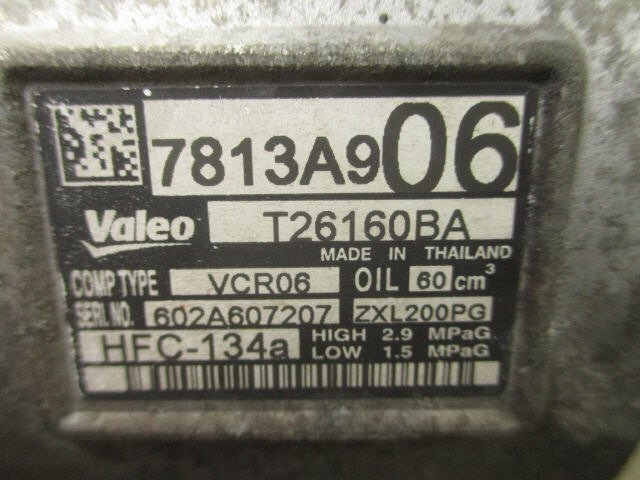 7813A906
Valeo T26160BA
MADE IN THAILAND
COMP TYPE VCR06 OIL 60 cm³
SERI. NO. 602A607207 ZXL200PG
HFC-134a HIGH 2.9 MPaG
LOW 1.5 MPaG